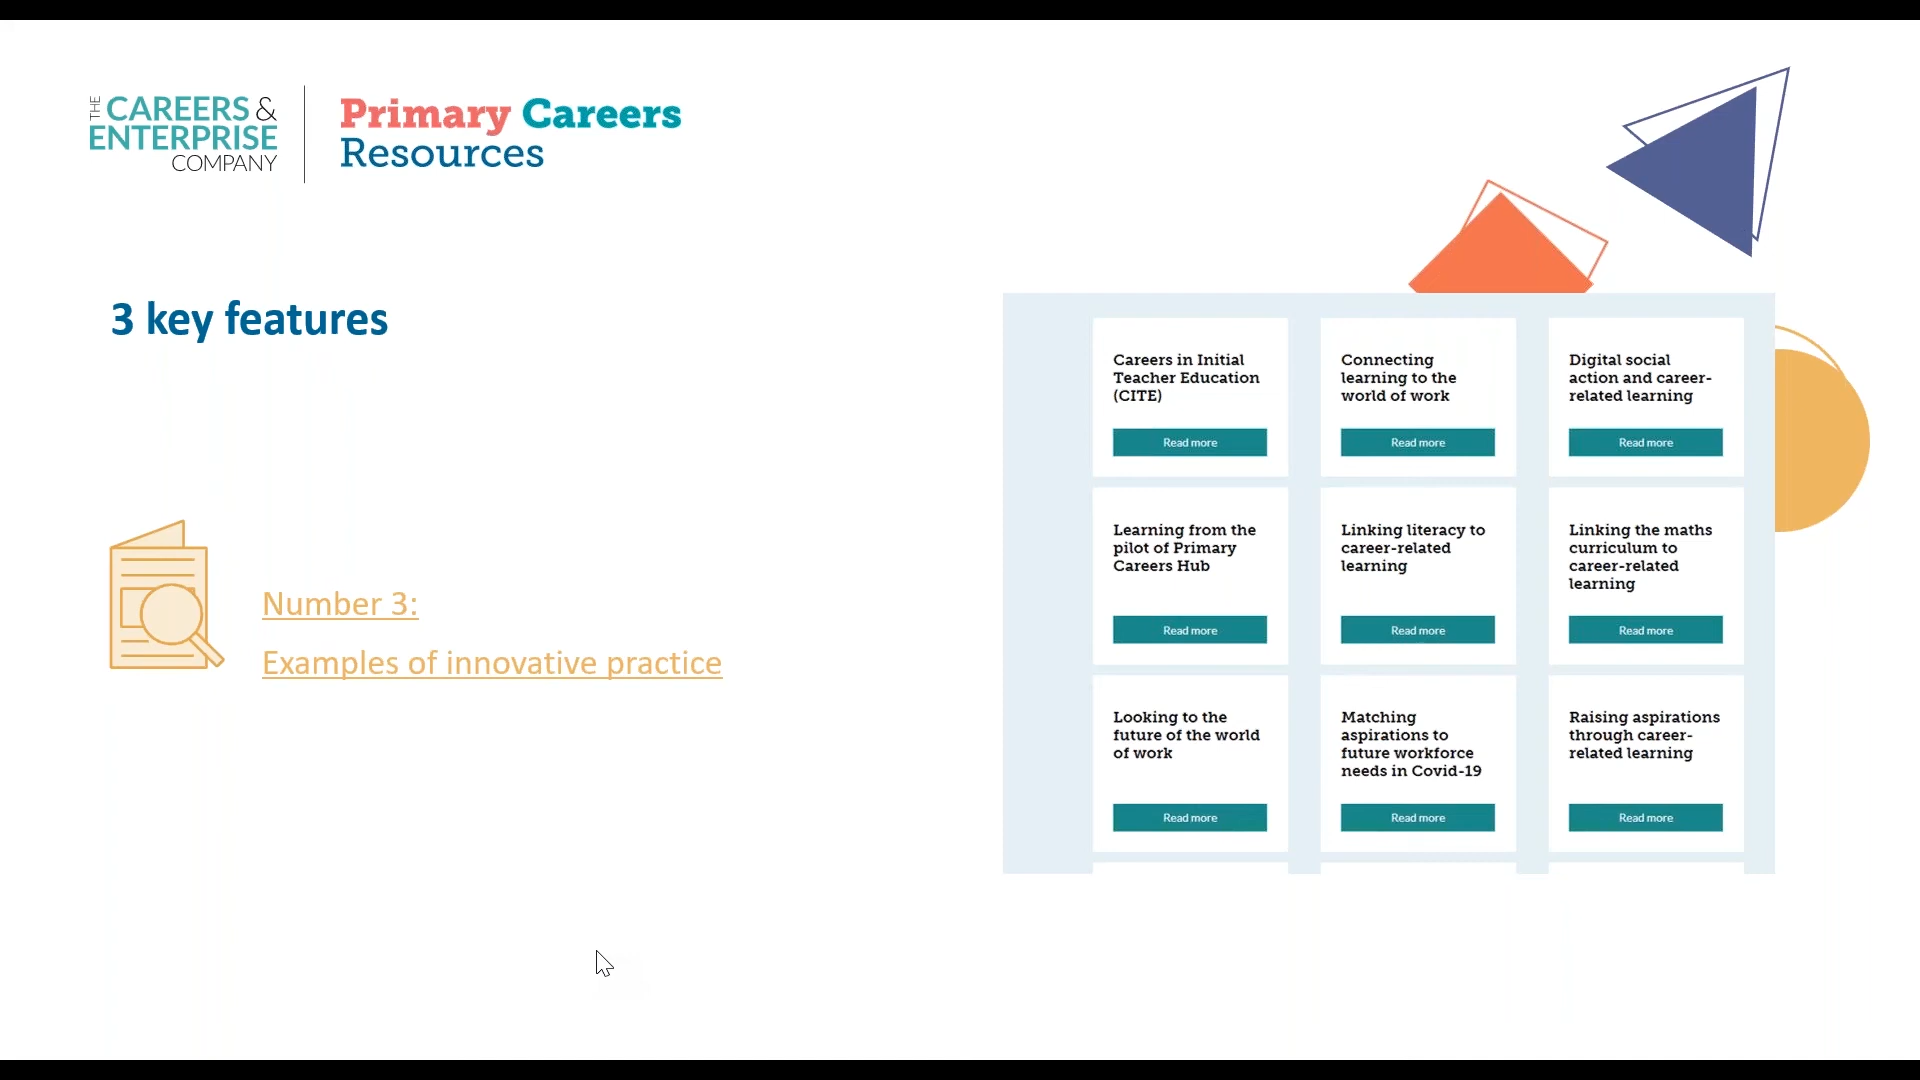 THE
CAREERS &
ENTERPRISE
COMPANY
Primary Careers
Resources
3 key features
Number 3:
Examples of innovative practice
Careers in Initial
Teacher Education
(CITE)
Read more
Connecting
learning to the
world of work
Read more
Digital social
action and career-
related learning
Read more
Learning from the
pilot of Primary
Careers Hub
Read more
Linking literacy to
career-related
learning
Read more
Linking the maths
curriculum to
career-related
learning
Read more
Looking to the
future of the world
of work
Read more
Matching
aspirations to
future workforce
needs in Covid-19
Read more
Raising aspirations
through career-
related learning
Read more